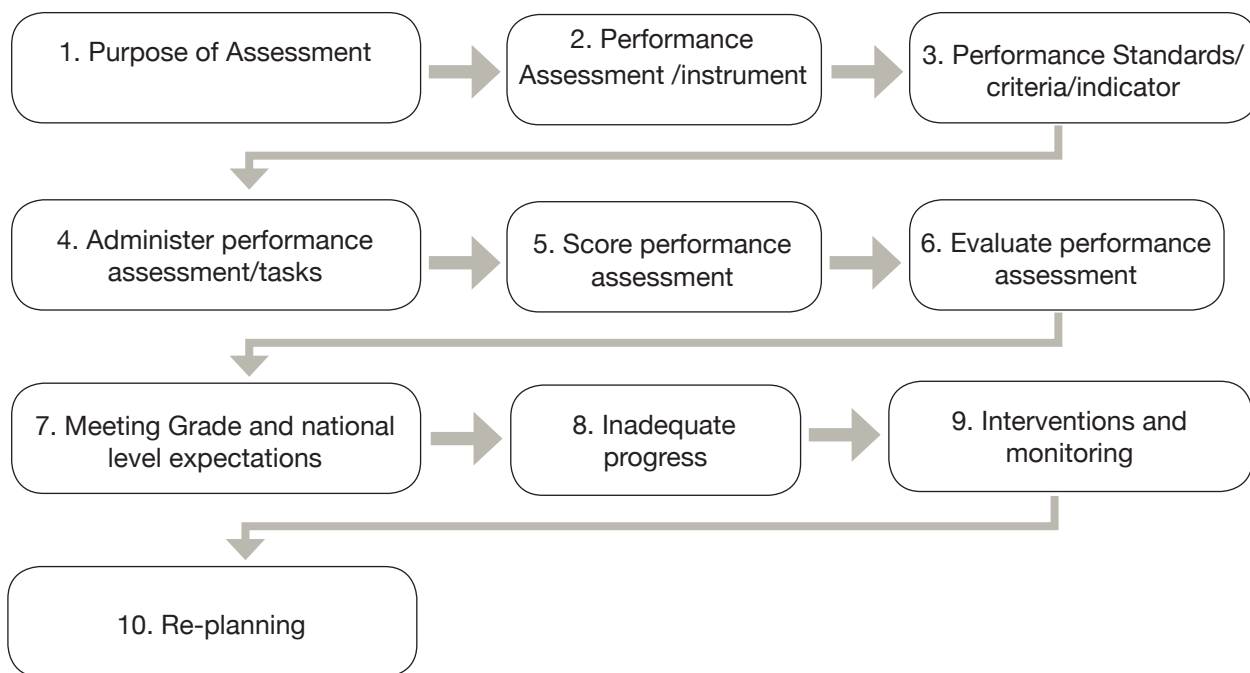 1. Purpose of Assessment
2. Performance
Assessment /instrument
3. Performance Standards/
criteria/indicator
4. Administer performance
assessment/tasks
5. Score performance
assessment
6. Evaluate performance
assessment
7. Meeting Grade and national
level expectations
8. Inadequate
progress
9. Interventions and
monitoring
10. Re-planning